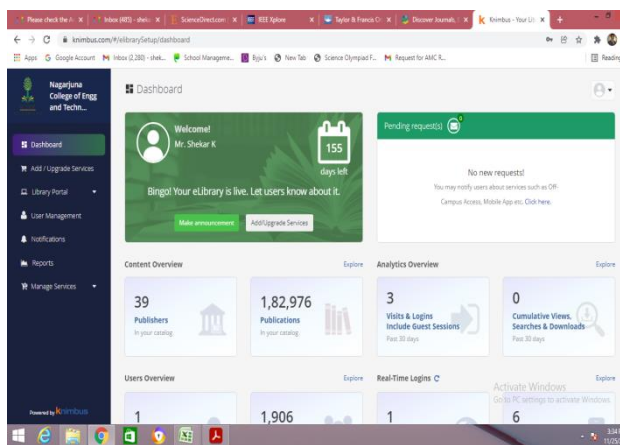 Please check the A
Inbox (401) - shek
ScienceDirect.com
IEEE Xplore
Taylor & Francis O
Discover Journals,
Knimbus - Your Lib
knimbus.com/#/elibrarySetup/dashboard
Apps
Google Account
Inbox (2,280) - shek...
School Manageme...
Byju's
New Tab
Science Olympiad F...
Request for AMC R...
Reading
Nagarjuna
College of Engg
and Techn...
Dashboard
Dashboard
Add / Upgrade Services
Library Portal
User Management
Notifications
Reports
Manage Services
Powered by Knimbus
Welcome!
Mr. Shekar K
155
days left
Bingo! Your eLibrary is live. Let users know about it.
Make announcement
Add/Upgrade Services
Pending request(s)
0
No new requests!
You may notify users about services such as Off-
Campus Access, Mobile App etc. Click here.
Content Overview
Explore
39
Publishers
In your catalog
1,82,976
Publications
In your catalog
Analytics Overview
Explore
3
Visits & Logins
Include Guest Sessions
Past 30 days
0
Cumulative Views,
Searches & Downloads
Past 30 days
Users Overview
Explore
1
1,906
Real-Time Logins
Explore
1
6
Activate Windows
Go to PC settings to activate Windows.
3:34
11/25